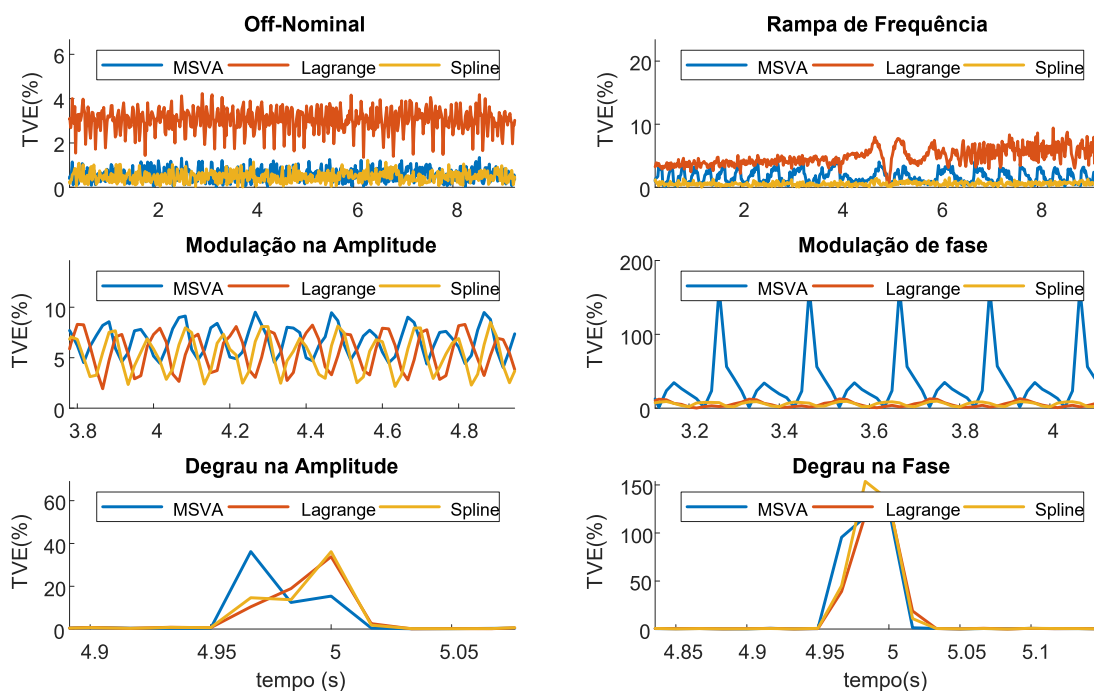 Off-Nominal
TVE(%)
MSVA Lagrange Spline
6
4
2
0
2 4 6 8
Rampa de Frequência
TVE(%)
MSVA Lagrange Spline
20
10
0
2 4 6 8
Modulação na Amplitude
TVE(%)
MSVA Lagrange Spline
10
5
0
3.8 4 4.2 4.4 4.6 4.8
Modulação de fase
TVE(%)
MSVA Lagrange Spline
200
100
0
3.2 3.4 3.6 3.8 4
Degrau na Amplitude
TVE(%)
MSVA Lagrange Spline
60
40
20
0
4.9 4.95 5 5.05
tempo (s)
Degrau na Fase
TVE(%)
MSVA Lagrange Spline
150
100
50
0
4.85 4.9 4.95 5 5.05 5.1
tempo(s)